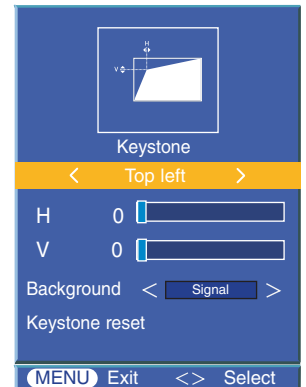 H
V
Keystone
< Top left >
H 0
V 0
Background < Signal >
Keystone reset
MENU Exit <> Select